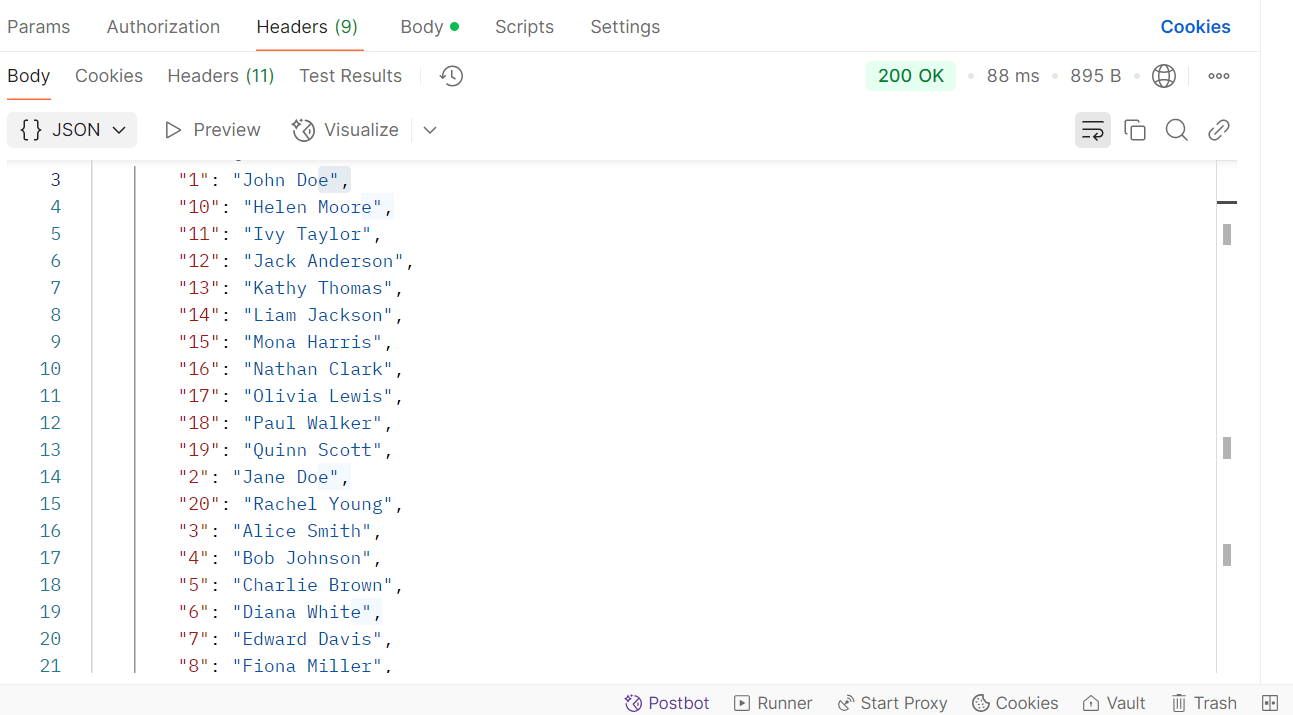 Params Authorization Headers (9) Body Scripts Settings Cookies
Body Cookies Headers (11) Test Results 200 OK 88 ms 895 B
{} JSON Preview Visualize
3 "1": "John Doe",
4 "10": "Helen Moore",
5 "11": "Ivy Taylor",
6 "12": "Jack Anderson",
7 "13": "Kathy Thomas",
8 "14": "Liam Jackson",
9 "15": "Mona Harris",
10 "16": "Nathan Clark",
11 "17": "Olivia Lewis",
12 "18": "Paul Walker",
13 "19": "Quinn Scott",
14 "2": "Jane Doe",
15 "20": "Rachel Young",
16 "3": "Alice Smith",
17 "4": "Bob Johnson",
18 "5": "Charlie Brown",
19 "6": "Diana White",
20 "7": "Edward Davis",
21 "8": "Fiona Miller",
Postbot Runner Start Proxy Cookies Vault Trash